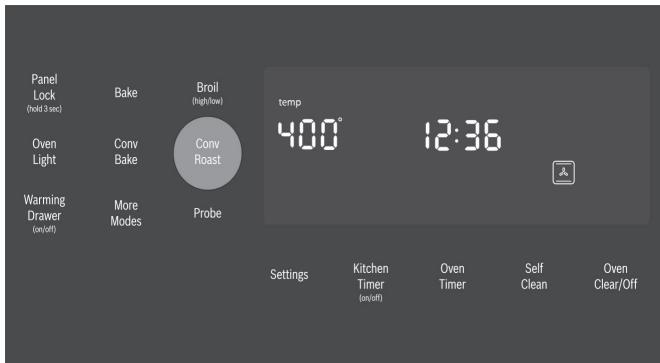 Panel
Lock
(hold 3 sec)
Bake
Broil
(high/low)
Oven
Light
Conv
Bake
Conv
Roast
Warming
Drawer
(on/off)
More
Modes
Probe
temp
400°
12:36
Settings
Kitchen
Timer
(on/off)
Oven
Timer
Self
Clean
Oven
Clear/Off